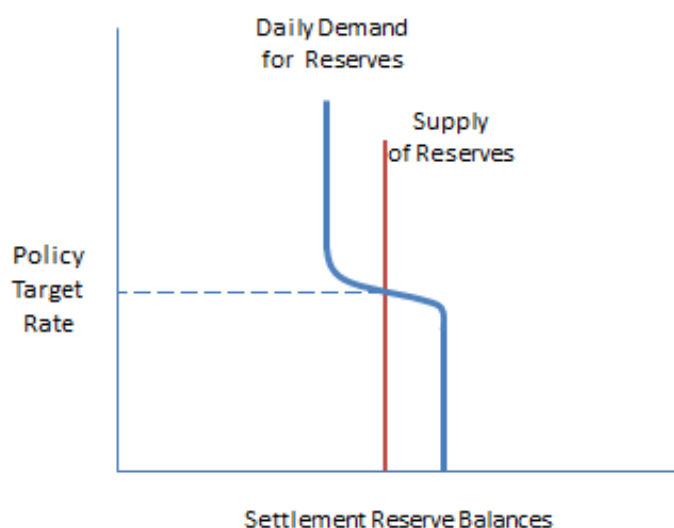 Daily Demand
for Reserves
Supply
of Reserves
Policy
Target
Rate
Settlement Reserve Balances